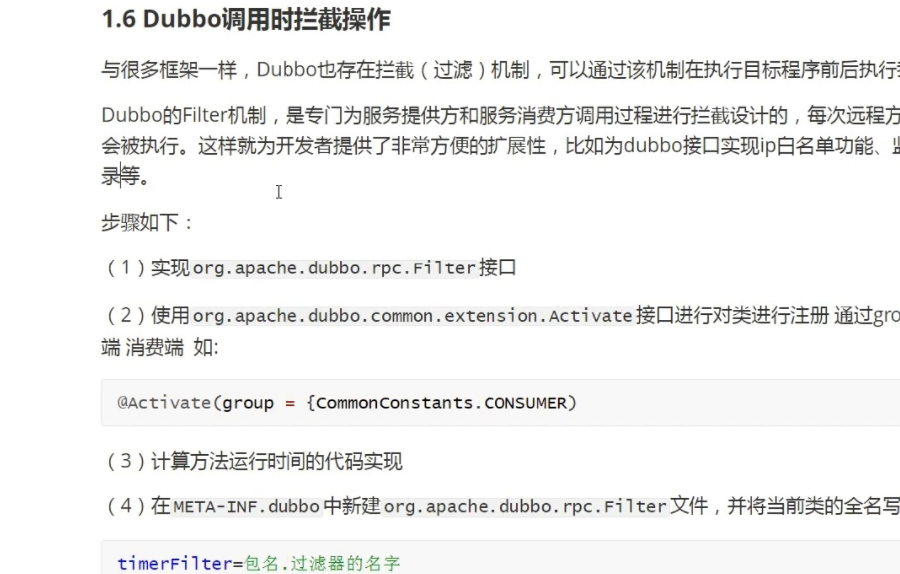 1.6 Dubbo调用时拦截操作
与很多框架一样，Dubbo也存在拦截（过滤）机制，可以通过该机制在执行目标程序前后执行
Dubbo的Filter机制，是专门为服务提供方和服务消费方调用过程进行拦截设计的，每次远程方
会被执行。这样就为开发者提供了非常方便的扩展性，比如为dubbo接口实现ip白名单功能、监
录等。
步骤如下：
（1）实现org.apache.dubbo.rpc.Filter接口
（2）使用org.apache.dubbo.common.extension.Activate接口进行对类进行注册 通过gro
端 消费端 如:
@Activate(group = {CommonConstants.CONSUMER)
（3）计算方法运行时间的代码实现
（4）在META-INF.dubbo中新建org.apache.dubbo.rpc.Filter文件，并将当前类的全名写
timerFilter=包名.过滤器的名字